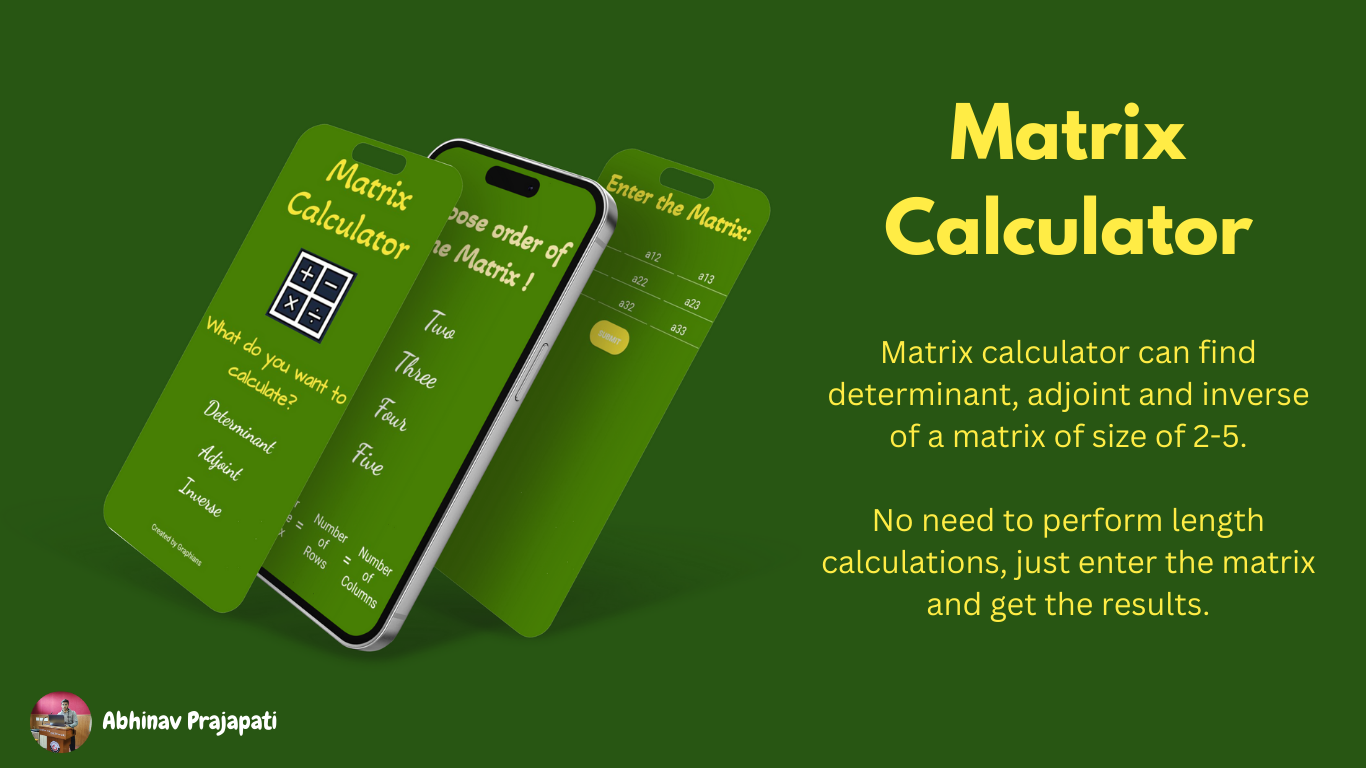 Matrix
Calculator
Matrix calculator can find
determinant, adjoint and inverse
of a matrix of size of 2-5.
No need to perform length
calculations, just enter the matrix
and get the results.
Matrix
Calculator
+ −
× ÷
What do you want to
calculate?
Determinant
Adjoint
Inverse
Created by Graphians
order of
Matrix !
Two
Three
Four
Five
= Number
of
Rows
= Number
of
Columns
Enter the Matrix:
a12 a13
a22 a23
a32 a33
SUBMIT
Abhinav Prajapati